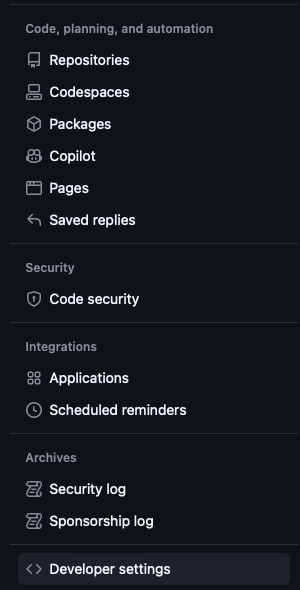 Code, planning, and automation
Repositories
Codespaces
Packages
Copilot
Pages
Saved replies
Security
Code security
Integrations
Applications
Scheduled reminders
Archives
Security log
Sponsorship log
Developer settings